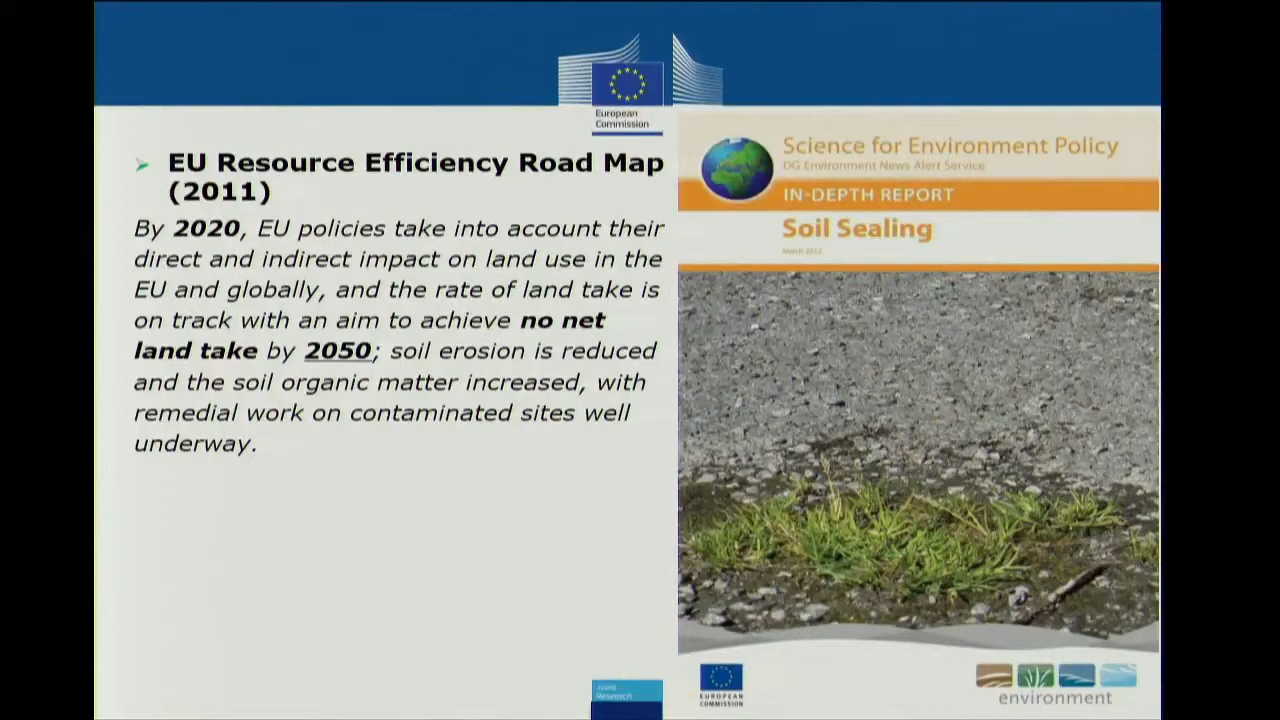 European
Commission
➢ EU Resource Efficiency Road Map
(2011)
By 2020, EU policies take into account their
direct and indirect impact on land use in the
EU and globally, and the rate of land take is
on track with an aim to achieve no net
land take by 2050; soil erosion is reduced
and the soil organic matter increased, with
remedial work on contaminated sites well
underway.
Joint
Research
Science for Environment Policy
DG Environment News Alert Service
IN-DEPTH REPORT
Soil Sealing
March 2012
EUROPEAN
COMMISSION
environment